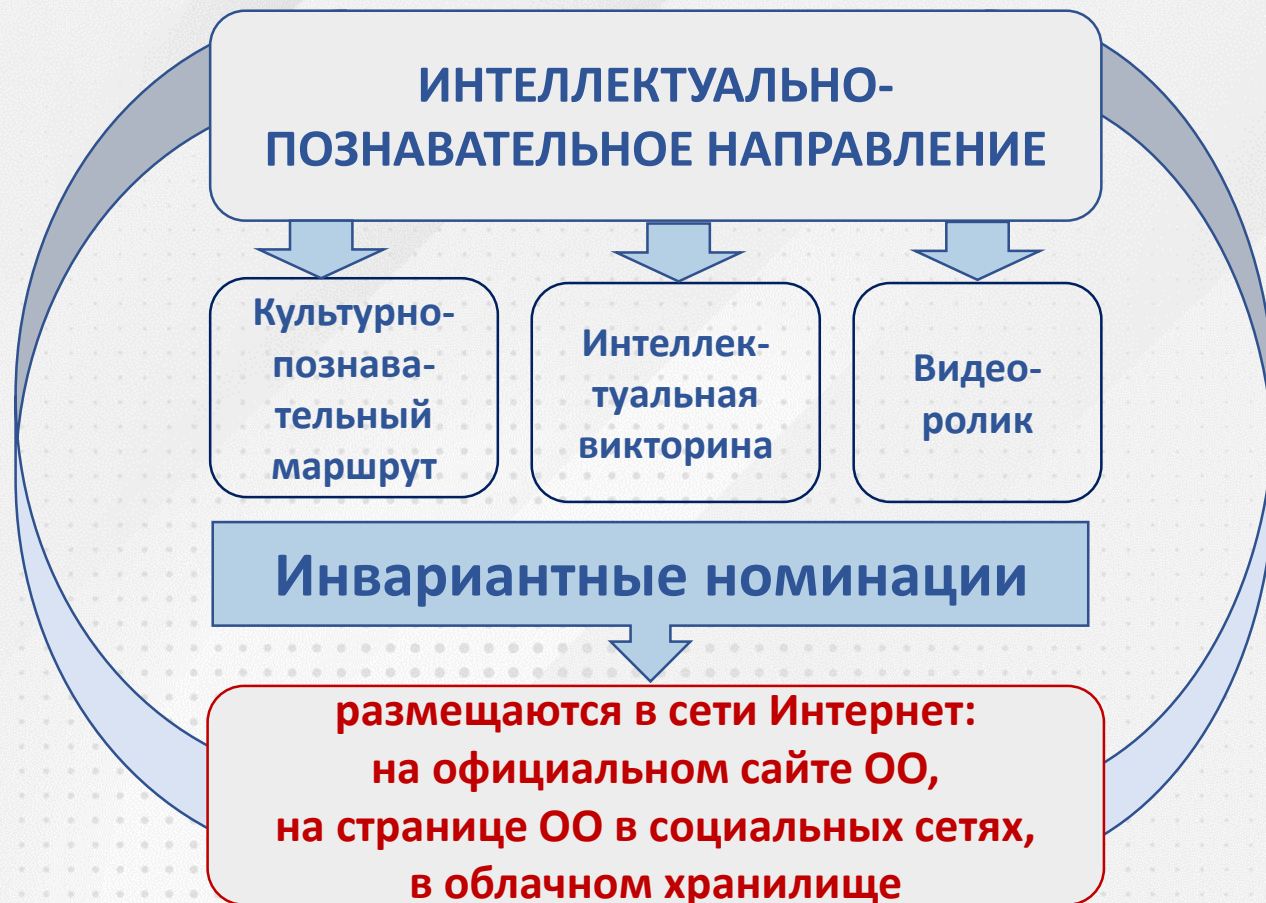 ИНТЕЛЛЕКТУАЛЬНО-
ПОЗНАВАТЕЛЬНОЕ НАПРАВЛЕНИЕ
Культурно-
познава-
тельный
маршрут
Интеллек-
туальная
викторина
Видео-
ролик
Инвариантные номинации
размещаются в сети Интернет:
на официальном сайте ОО,
на странице ОО в социальных сетях,
в облачном хранилище